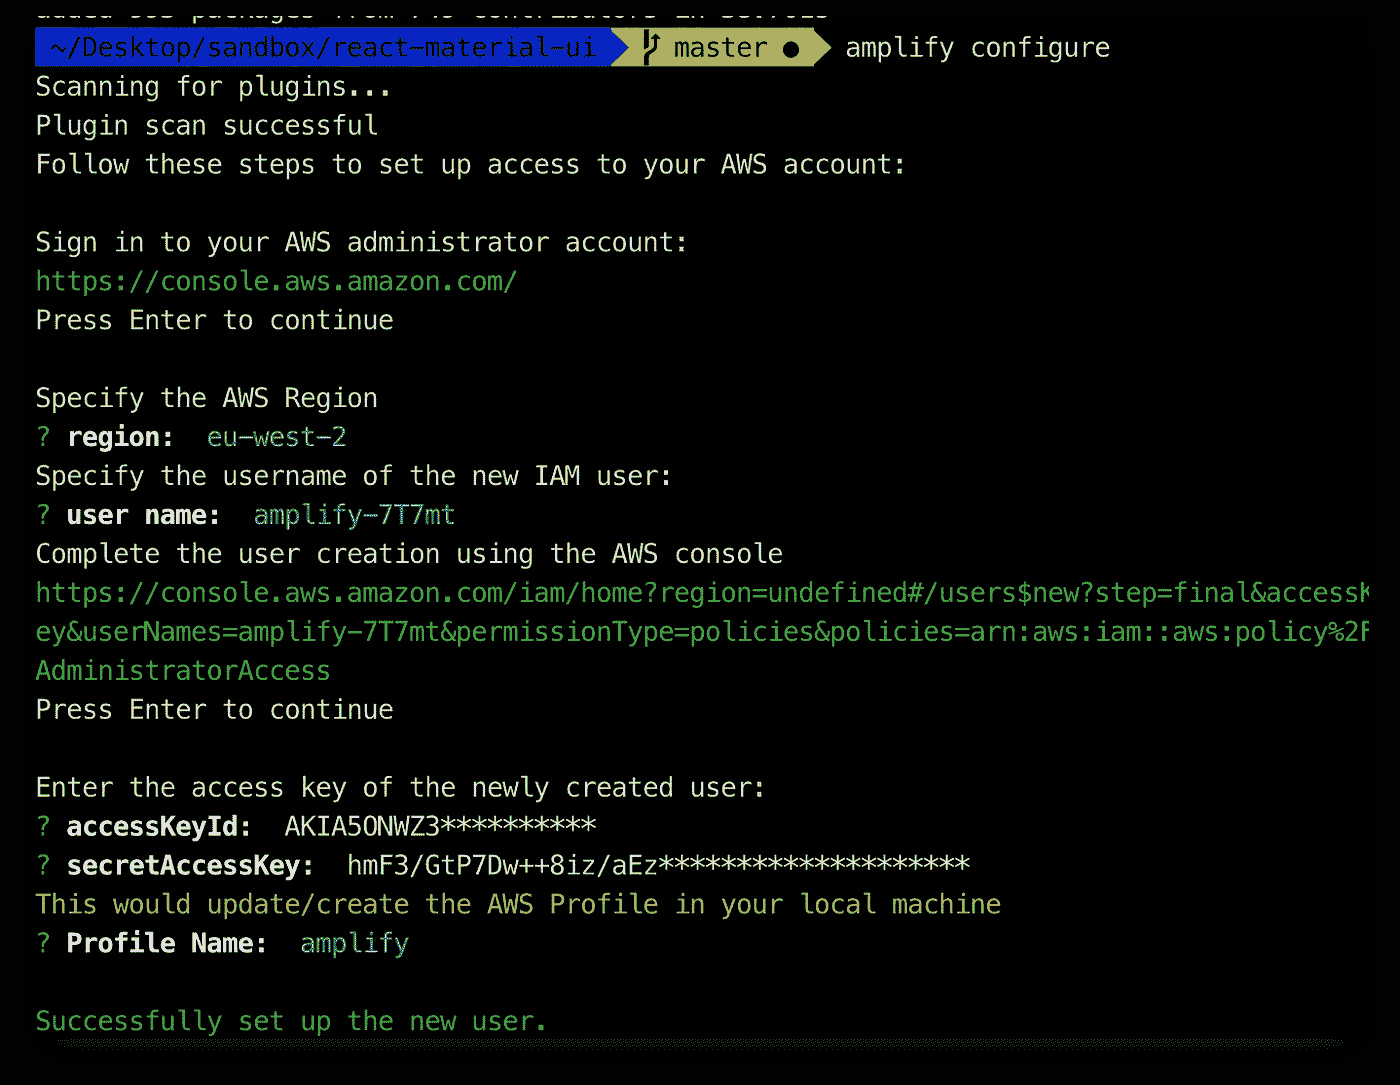 ~/Desktop/sandbox/react-material-ui master ● amplify configure
Scanning for plugins...
Plugin scan successful
Follow these steps to set up access to your AWS account:
Sign in to your AWS administrator account:
https://console.aws.amazon.com/
Press Enter to continue
Specify the AWS Region
? region:  eu-west-2
Specify the username of the new IAM user:
? user name:  amplify-7T7mt
Complete the user creation using the AWS console
https://console.aws.amazon.com/iam/home?region=undefined#/users$new?step=final&accessK
ey&userNames=amplify-7T7mt&permissionType=policies&policies=arn:aws:iam::aws:policy%2F
AdministratorAccess
Press Enter to continue
Enter the access key of the newly created user:
? accessKeyId:  AKIA5ONWZ3**********
? secretAccessKey:  hmF3/GtP7Dw++8iz/aEz********************
This would update/create the AWS Profile in your local machine
? Profile Name:  amplify
Successfully set up the new user.